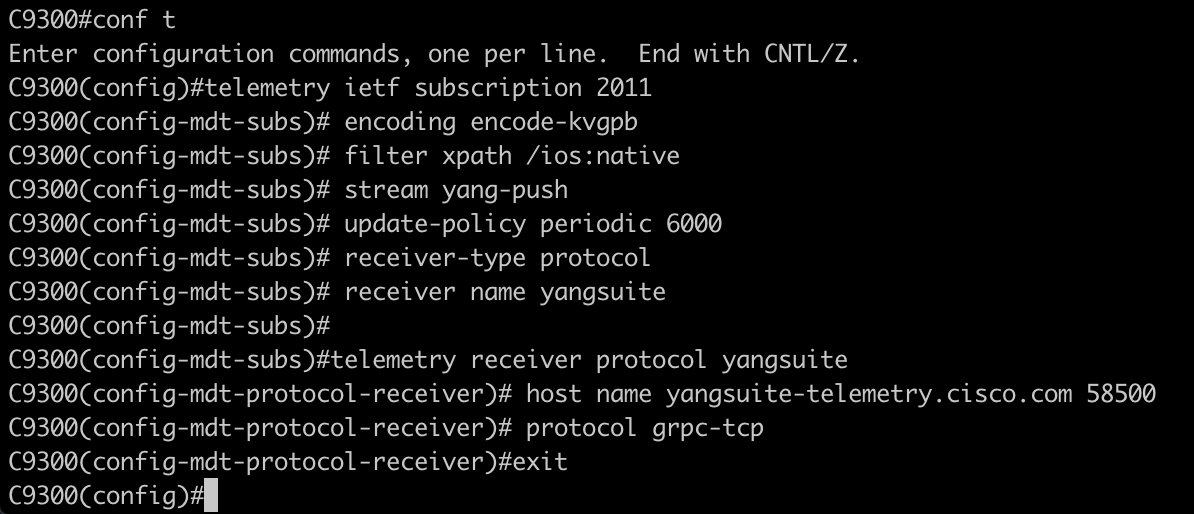 C9300#conf t
Enter configuration commands, one per line.  End with CNTL/Z.
C9300(config)#telemetry ietf subscription 2011
C9300(config-mdt-subs)# encoding encode-kvgpb
C9300(config-mdt-subs)# filter xpath /ios:native
C9300(config-mdt-subs)# stream yang-push
C9300(config-mdt-subs)# update-policy periodic 6000
C9300(config-mdt-subs)# receiver-type protocol
C9300(config-mdt-subs)# receiver name yangsuite
C9300(config-mdt-subs)#
C9300(config-mdt-subs)#telemetry receiver protocol yangsuite
C9300(config-mdt-protocol-receiver)# host name yangsuite-telemetry.cisco.com 58500
C9300(config-mdt-protocol-receiver)# protocol grpc-tcp
C9300(config-mdt-protocol-receiver)#exit
C9300(config)#